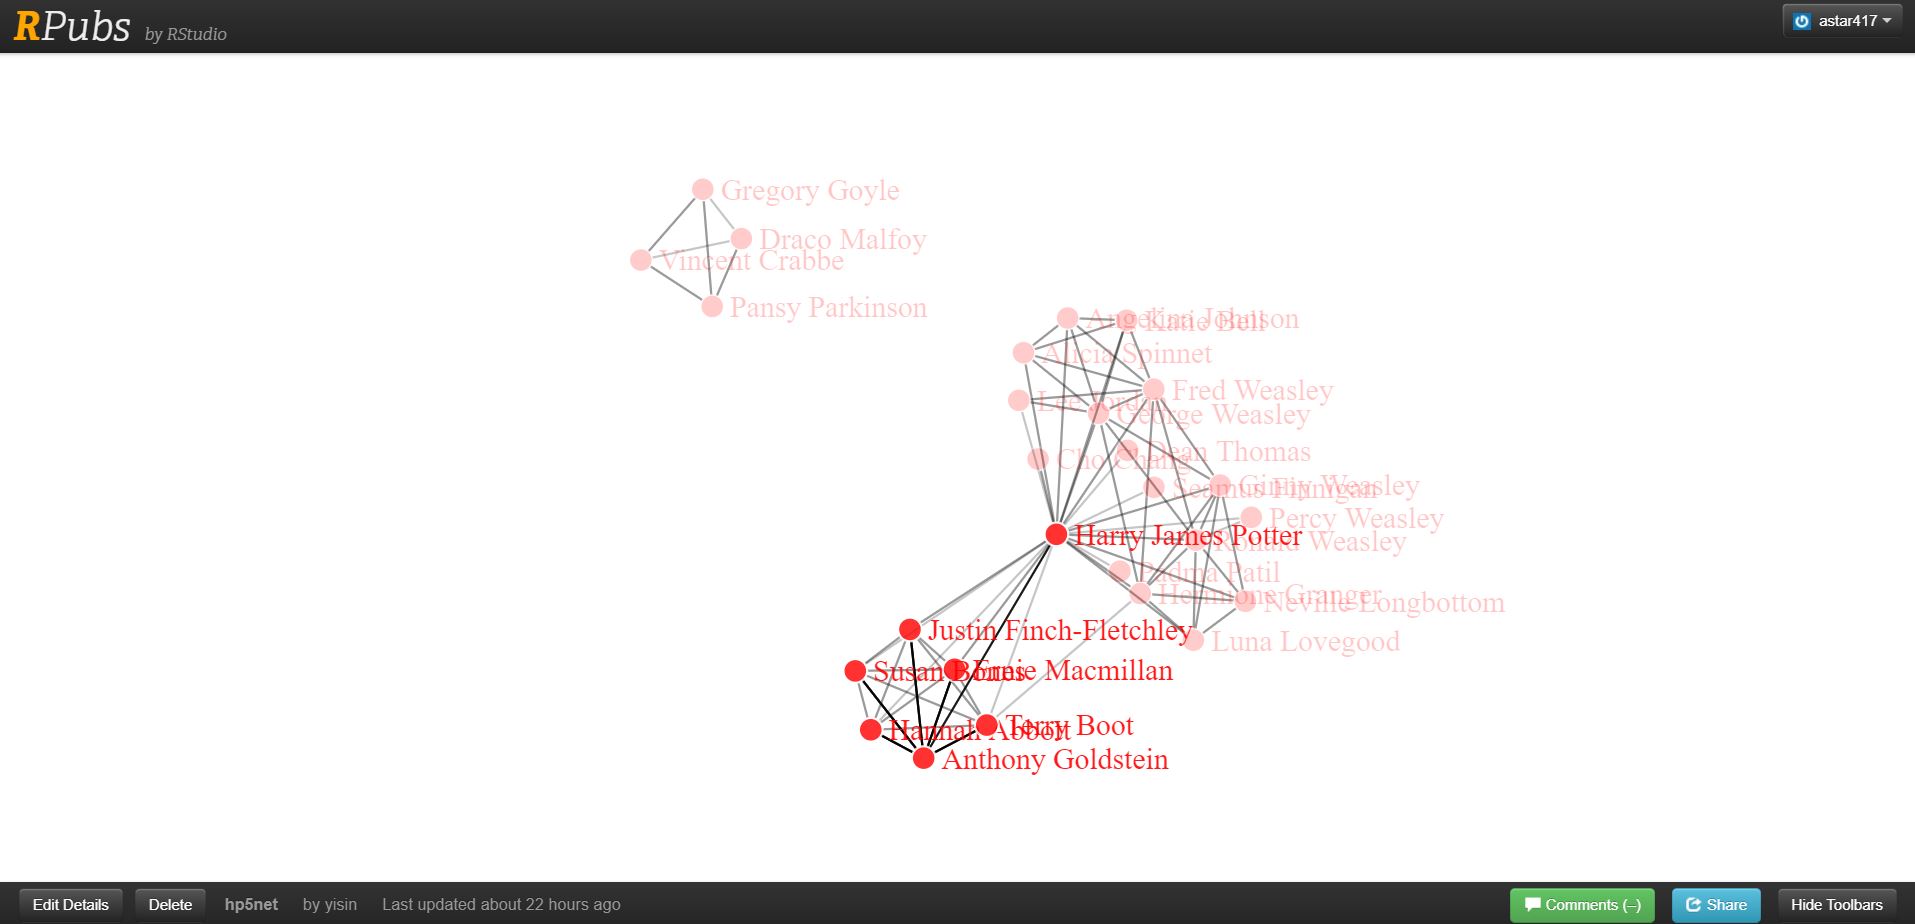 RPubs by RStudio
astar417
Gregory Goyle
Draco Malfoy
Vincent Crabbe
Pansy Parkinson
Angelina Johnson
Katie Bell
Alicia Spinnet
Fred Weasley
Lee Jordan
George Weasley
Dean Thomas
Cho Chang
Ginny Weasley
Seamus Finnigan
Percy Weasley
Harry James Potter
Ronald Weasley
Padma Patil
Hermione Granger
Neville Longbottom
Justin Finch-Fletchley
Luna Lovegood
Susan Bones
Ernie Macmillan
Terry Boot
Hannah Abbott
Anthony Goldstein
Edit Details
Delete
hp5net
by yisin
Last updated about 22 hours ago
Comments (–)
Share
Hide Toolbars